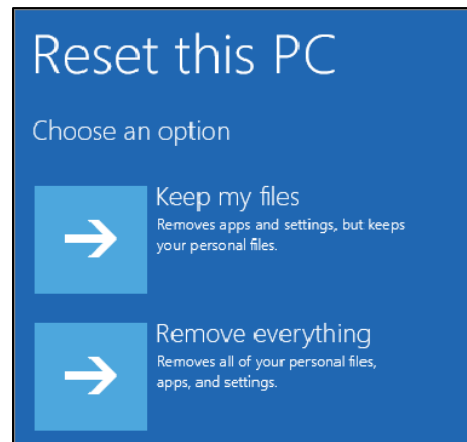 Reset this PC
Choose an option
Keep my files
Removes apps and settings, but keeps
your personal files.
Remove everything
Removes all of your personal files,
apps, and settings.